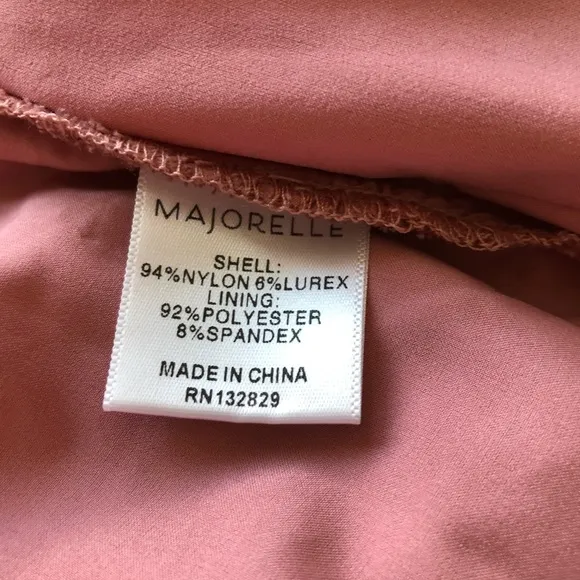 MAJORELLE
SHELL:
94%NYLON 6%LUREX
LINING:
92%POLYESTER
8%SPANDEX
MADE IN CHINA
RN132829